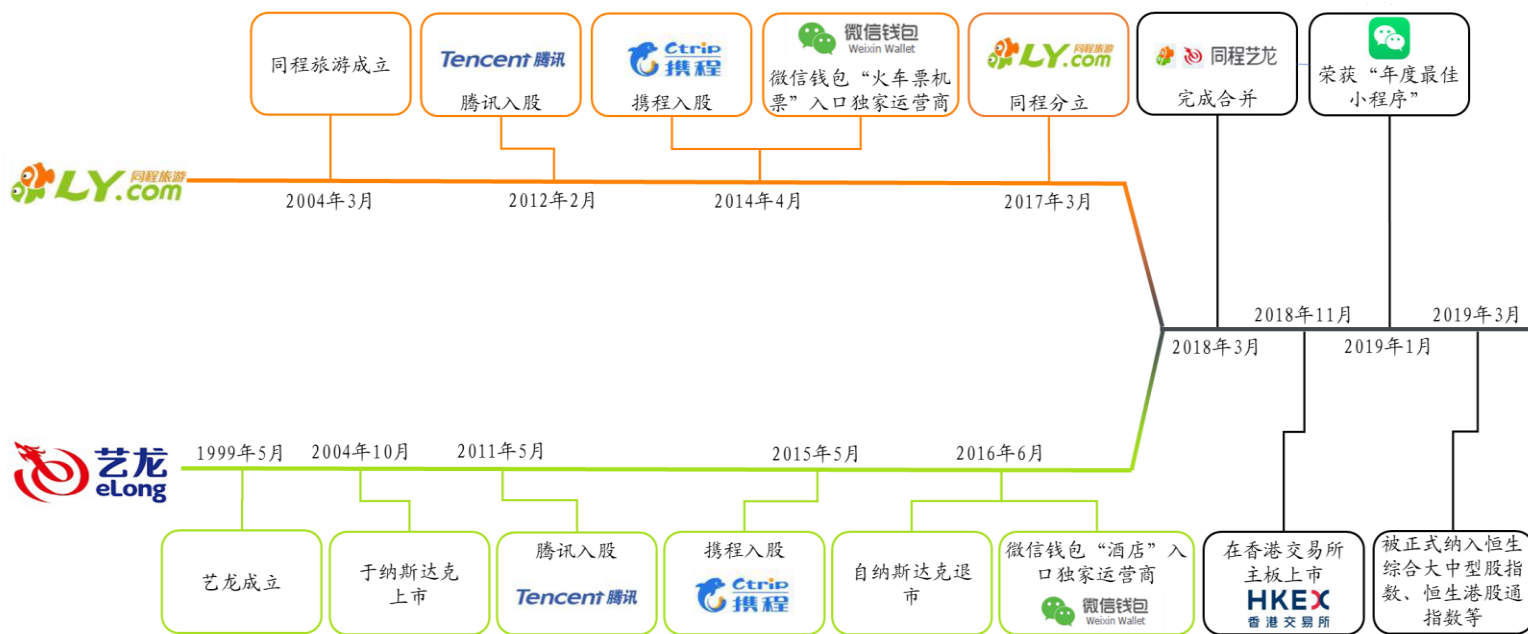 同程旅游成立
Tencent 腾讯
腾讯入股
Ctrip
携程
携程入股
微信钱包
Weixin Wallet
微信钱包“火车票机
票”入口独家运营商
LY.com 同程旅游
同程分立
同程艺龙
完成合并
荣获“年度最佳
小程序”
LY.com 同程旅游
2004年3月
2012年2月
2014年4月
2017年3月
2018年11月
2019年3月
2018年3月
2019年1月
艺龙
eLong
1999年5月
2004年10月
2011年5月
2015年5月
2016年6月
艺龙成立
于纳斯达克
上市
腾讯入股
Tencent 腾讯
携程入股
Ctrip
携程
自纳斯达克退
市
微信钱包“酒店”入
口独家运营商
微信钱包
Weixin Wallet
在香港交易所
主板上市
HKEX
香港交易所
被正式纳入恒生
综合大中型股指
数、恒生港股通
指数等